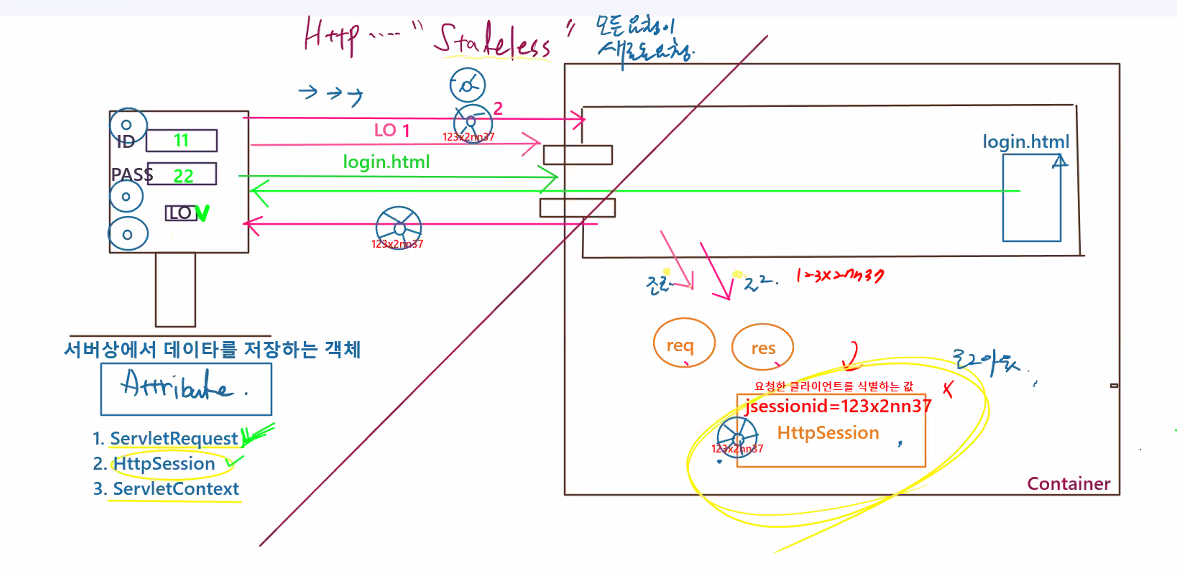 Http ···· "Stateless"
모든 요청이
새로운 요청.
2
123x2nn37
LO 1
login.html
ID
11
PASS
22
LO
123x2nn37
login.html
1-3x2nn37
req
res
로그아웃.
서버상에서 데이타를 저장하는 객체
Attribute.
요청한 클라이언트를 식별하는 값
jsessionid=123x2nn37
HttpSession
123x2nn37
1. ServletRequest
2. HttpSession
3. ServletContext
Container